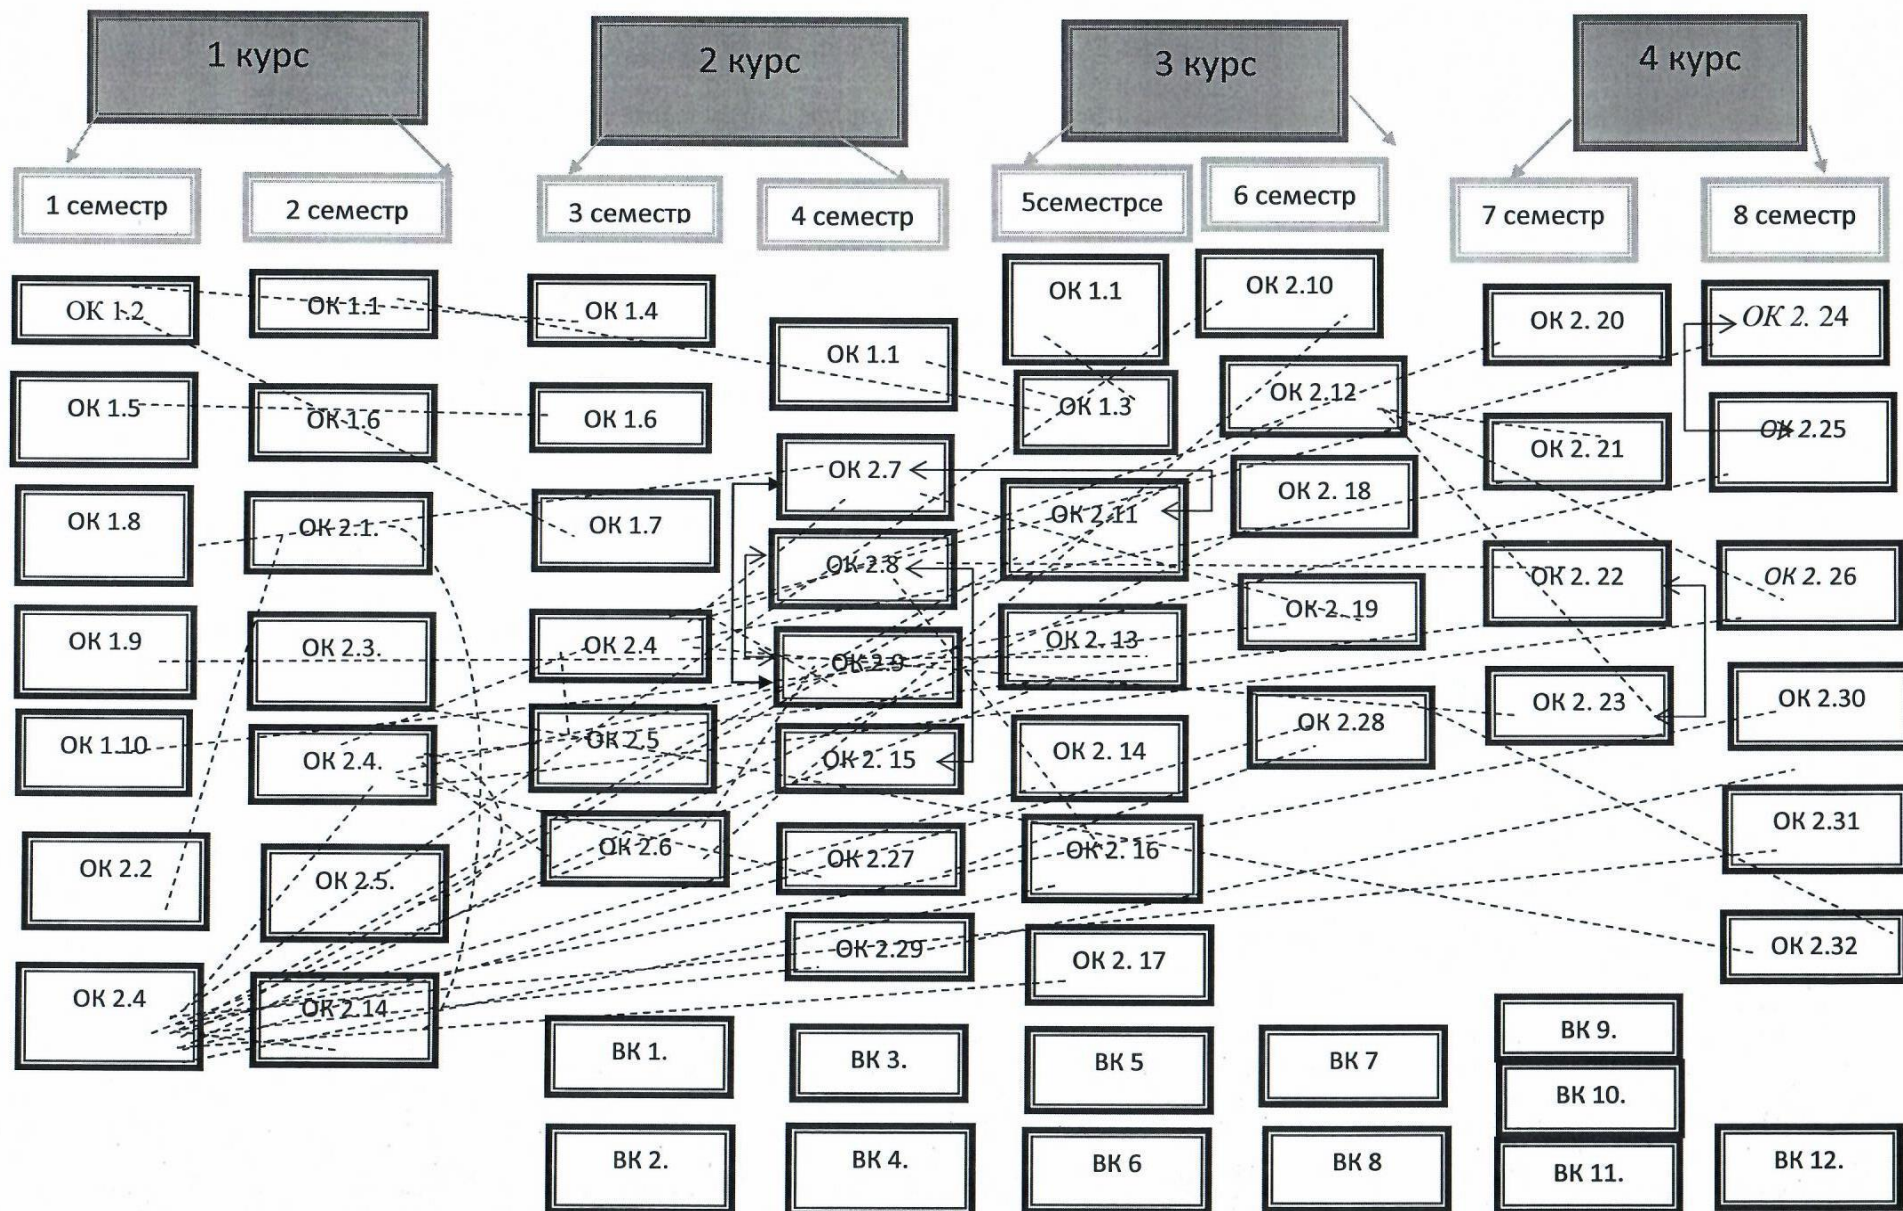 1 курс
2 курс
3 курс
4 курс
1 семестр
2 семестр
3 семестр
4 семестр
5семестрсе
6 семестр
7 семестр
8 семестр
ОК 1.2
ОК 1.5
ОК 1.8
ОК 1.9
ОК 1.10
ОК 2.2
ОК 2.4
ОК 1.1
ОК 1.6
ОК 2.1.
ОК 2.3.
ОК 2.4.
ОК 2.5.
ОК 2.14
ОК 1.4
ОК 1.6
ОК 1.7
ОК 2.4
ОК 2.5
ОК 2.6
ВК 1.
ВК 2.
ОК 1.1
ОК 2.7
ОК 2.8
ОК 2.9
ОК 2. 15
ОК 2.27
ОК 2.29
ВК 3.
ВК 4.
ОК 1.1
ОК 1.3
ОК 2.11
ОК 2. 13
ОК 2. 14
ОК 2. 16
ОК 2. 17
ВК 5
ВК 6
ОК 2.10
ОК 2.12
ОК 2. 18
ОК 2. 19
ОК 2.28
ВК 7
ВК 8
ОК 2. 20
ОК 2. 21
ОК 2. 22
ОК 2. 23
ВК 9.
ВК 10.
ВК 11.
ОК 2. 24
ОК 2.25
ОК 2. 26
ОК 2.30
ОК 2.31
ОК 2.32
ВК 12.